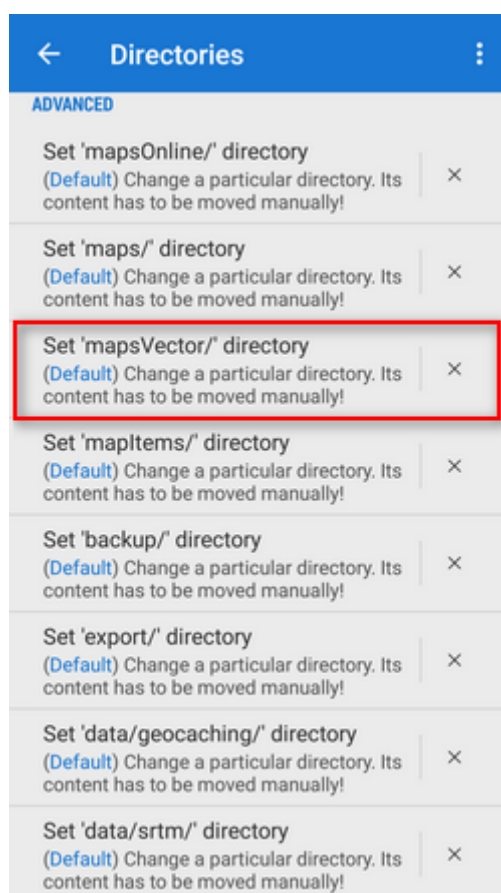 Directories
ADVANCED
Set 'mapsOnline/' directory
(Default) Change a particular directory. Its
content has to be moved manually!
Set 'maps/' directory
(Default) Change a particular directory. Its
content has to be moved manually!
Set 'mapsVector/' directory
(Default) Change a particular directory. Its
content has to be moved manually!
Set 'mapItems/' directory
(Default) Change a particular directory. Its
content has to be moved manually!
Set 'backup/' directory
(Default) Change a particular directory. Its
content has to be moved manually!
Set 'export/' directory
(Default) Change a particular directory. Its
content has to be moved manually!
Set 'data/geocaching/' directory
(Default) Change a particular directory. Its
content has to be moved manually!
Set 'data/srtm/' directory
(Default) Change a particular directory. Its
content has to be moved manually!